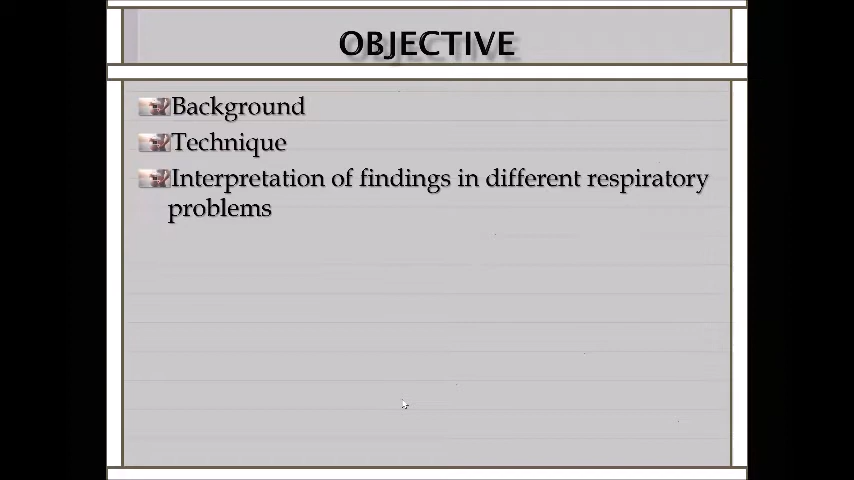 OBJECTIVE
Background
Technique
Interpretation of findings in different respiratory
problems